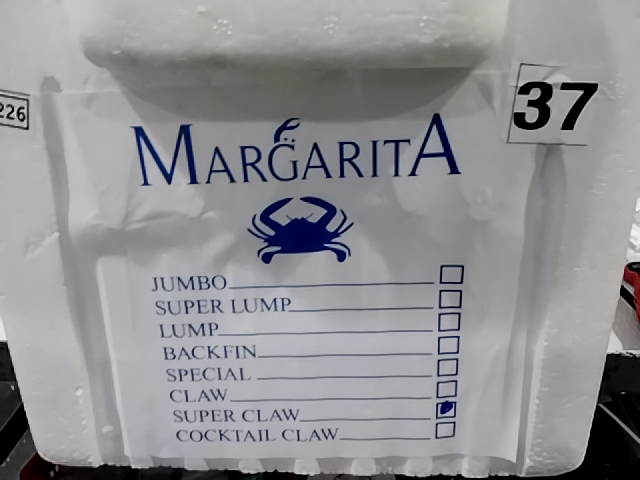 226
37
MARGARITA
JUMBO
SUPER LUMP
LUMP
BACKFIN
SPECIAL
CLAW
SUPER CLAW
COCKTAIL CLAW